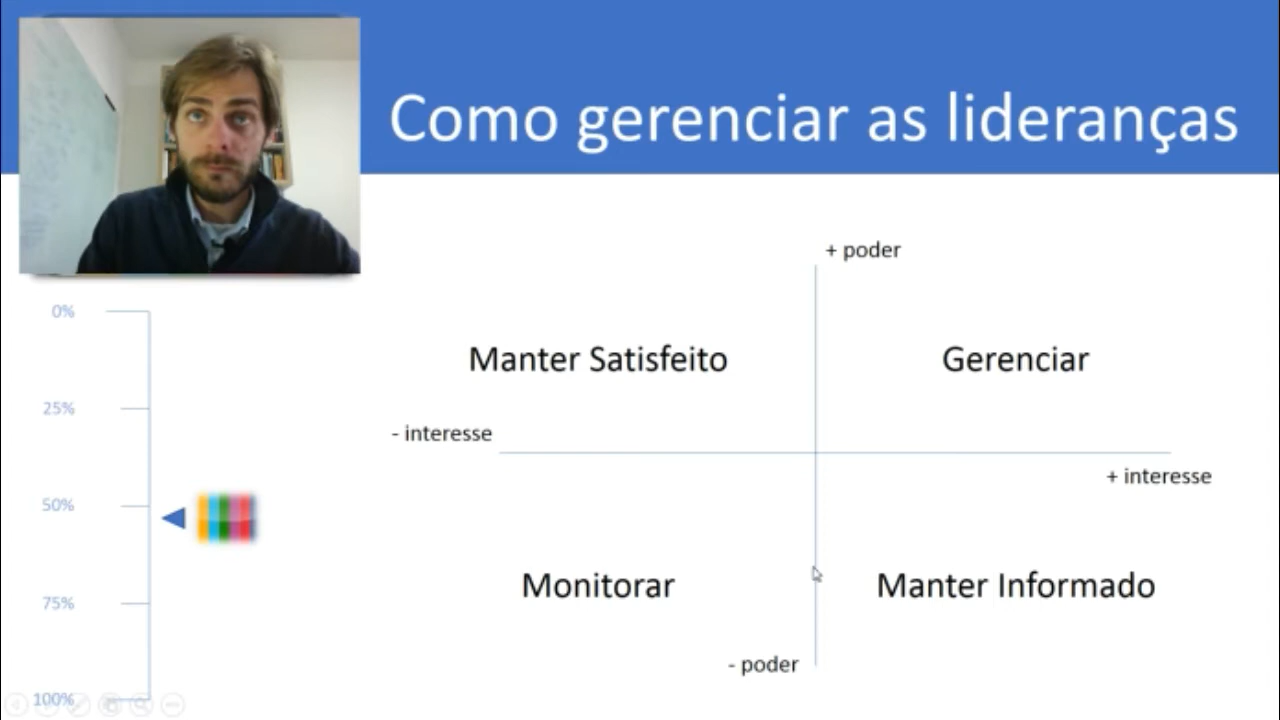 Como gerenciar as lideranças
+ poder
0%
Manter Satisfeito
Gerenciar
25%
- interesse
+ interesse
50%
Monitorar
Manter Informado
75%
- poder
100%